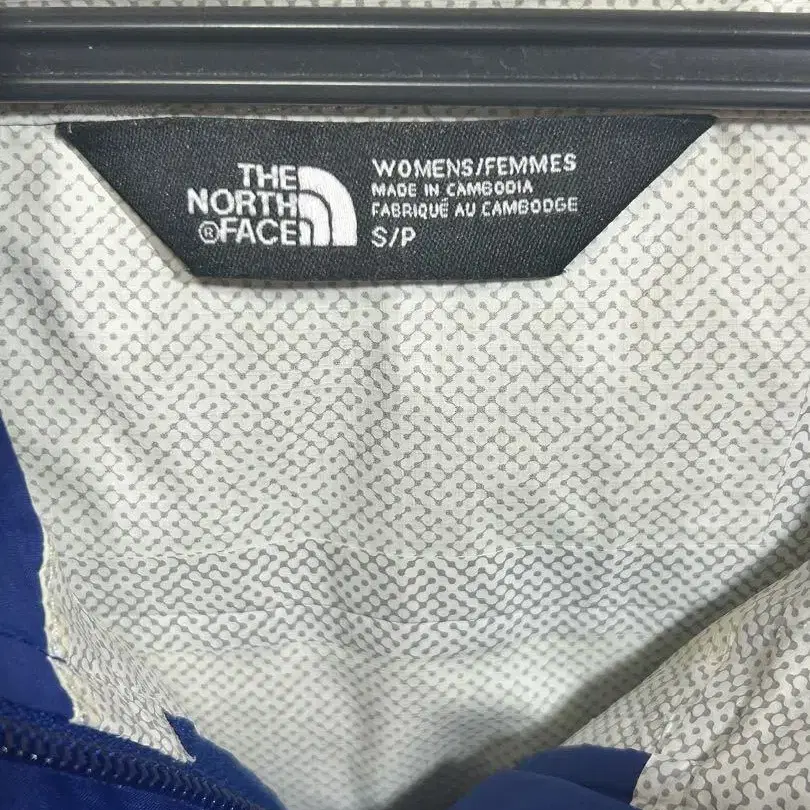 THE
NORTH
®FACE
WOMENS/FEMMES
MADE IN CAMBODIA
FABRIQUÉ AU CAMBODGE
S/P